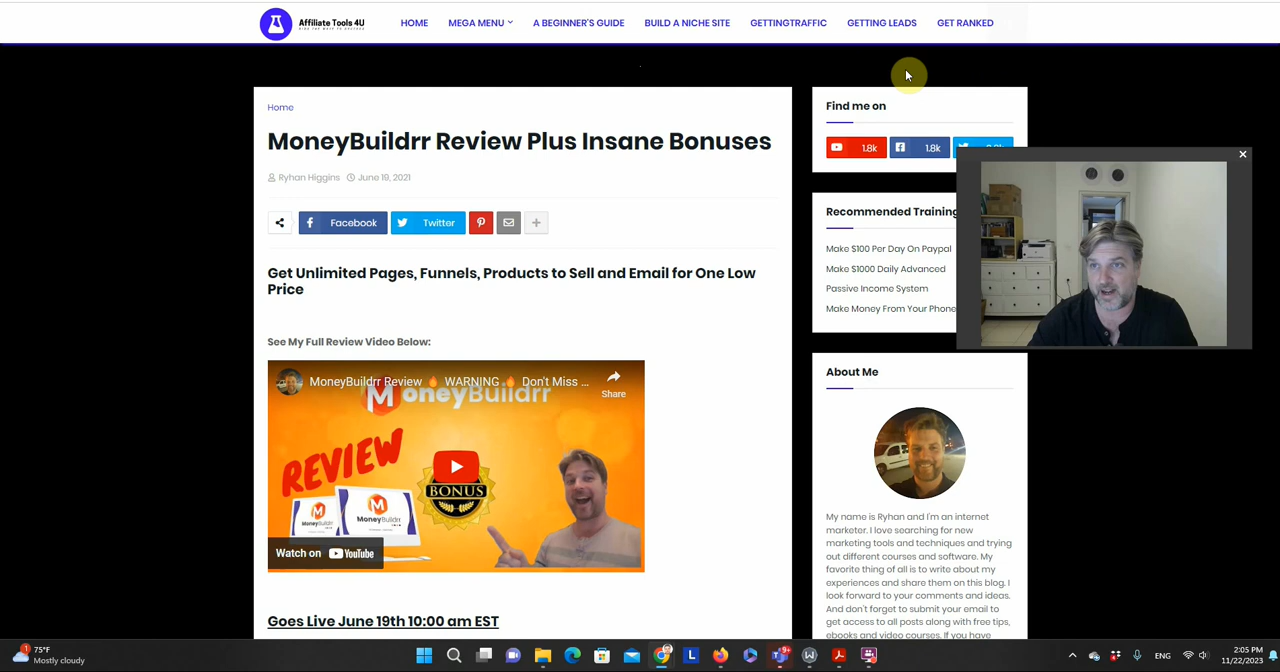 Affiliate Tools 4U
HOME
MEGA MENU
A BEGINNER'S GUIDE
BUILD A NICHE SITE
GETTINGTRAFFIC
GETTING LEADS
GET RANKED
Home
MoneyBuildrr Review Plus Insane Bonuses
Ryhan Higgins
June 19, 2021
Facebook
Twitter
Get Unlimited Pages, Funnels, Products to Sell and Email for One Low
Price
See My Full Review Video Below:
MoneyBuildrr Review 🔥 WARNING 🔥 Don't Miss ...
Share
MoneyBuildrr
REVIEW
MoneyBuildrr
MoneyBuildrr
BONUS
Watch on YouTube
Goes Live June 19th 10:00 am EST
Find me on
1.8k
1.8k
Recommended Training
Make $100 Per Day On Paypal
Make $1000 Daily Advanced
Passive Income System
Make Money From Your Phone
About Me
My name is Ryhan and I'm an internet
marketer. I love searching for new
marketing tools and techniques and trying
out different courses and software. My
favorite thing of all is to write about my
experiences and share them on this blog. I
look forward to your comments and ideas.
And don't forget to submit your email to
get access to all posts along with free tips,
ebooks and video courses. If you have
1
75°F
Mostly cloudy
9+
ENG
2:05 PM
11/22/2023